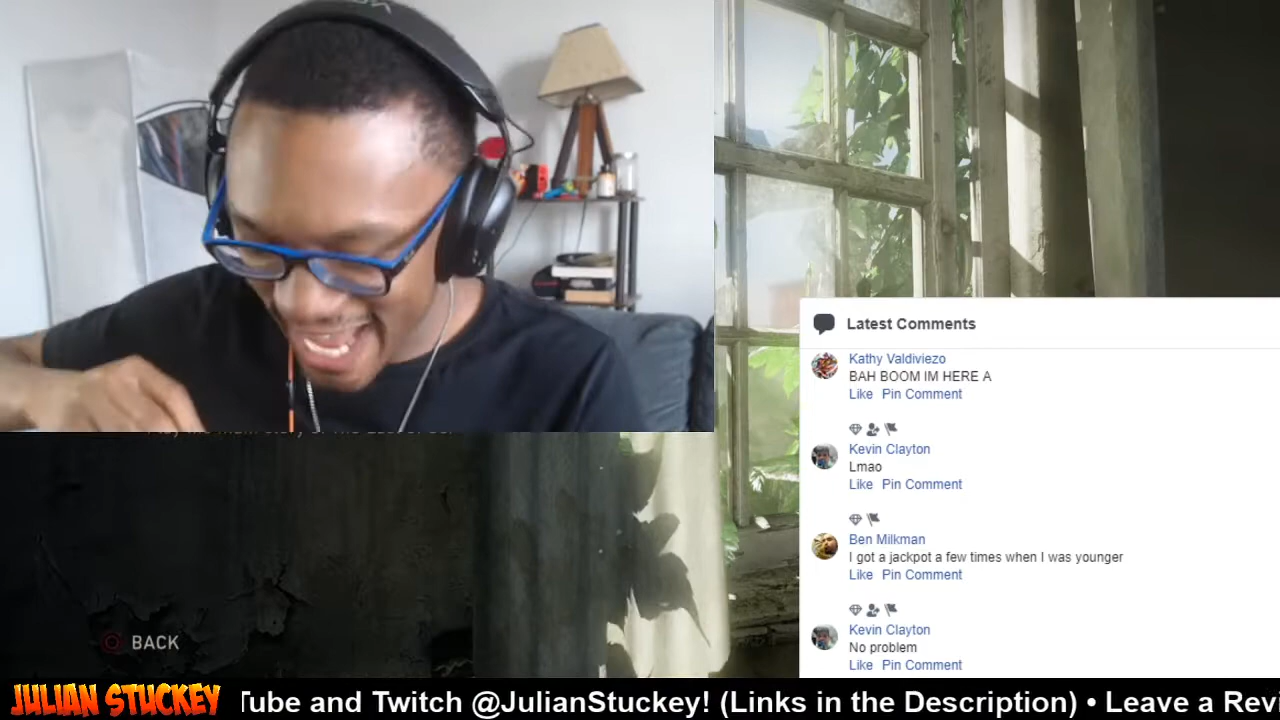 Latest Comments
Kathy Valdiviezo
BAH BOOM IM HERE A
Like Pin Comment
Kevin Clayton
Lmao
Like Pin Comment
Ben Milkman
I got a jackpot a few times when I was younger
Like Pin Comment
Kevin Clayton
No problem
Like Pin Comment
BACK
JULIAN STUCKEY
Tube and Twitch @JulianStuckey! (Links in the Description) • Leave a Revi